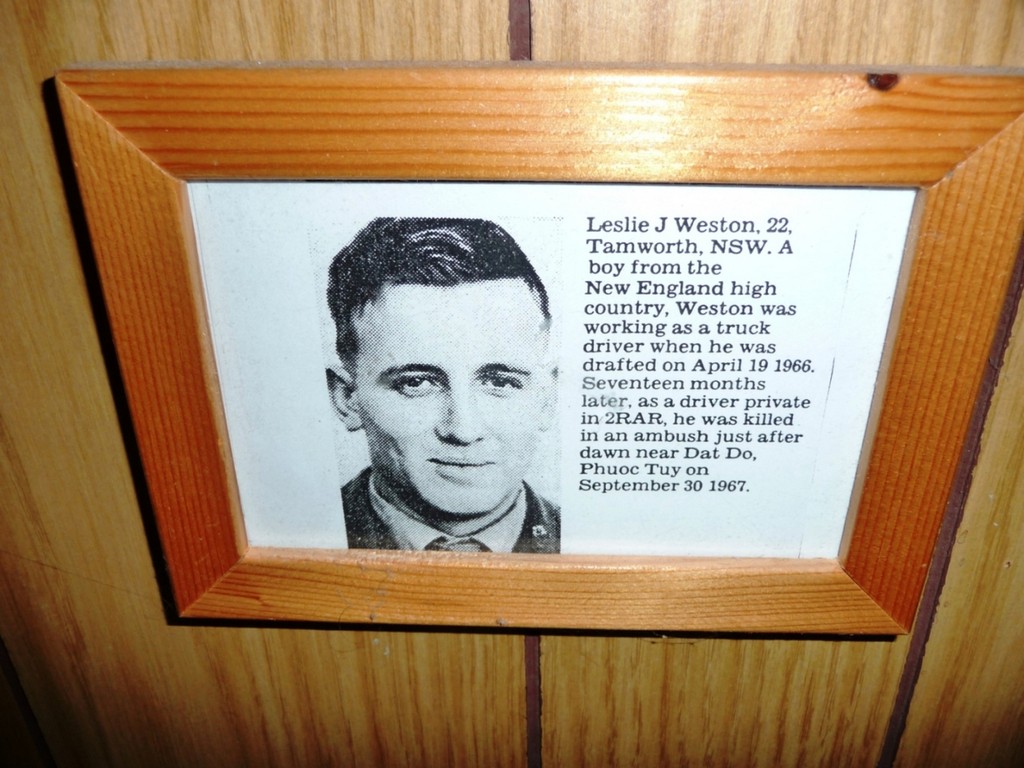 Leslie J Weston, 22,
Tamworth, NSW. A
boy from the
New England high
country, Weston was
working as a truck
driver when he was
drafted on April 19 1966.
Seventeen months
later, as a driver private
in 2RAR, he was killed
in an ambush just after
dawn near Dat Do,
Phuoc Tuy on
September 30 1967.